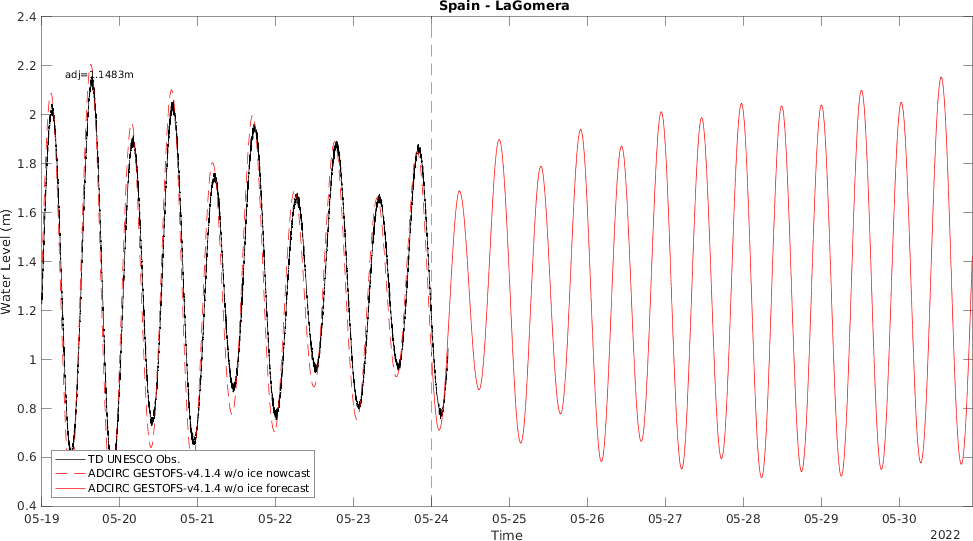 Spain - LaGomera
2.4
2.2
2
1.8
1.6
1.4
1.2
1
0.8
0.6
0.4
Water Level (m)
adj=1.1483m
TD UNESCO Obs.
ADCIRC GESTOFS-v4.1.4 w/o ice nowcast
ADCIRC GESTOFS-v4.1.4 w/o ice forecast
05-19 05-20 05-21 05-22 05-23 05-24 05-25 05-26 05-27 05-28 05-29 05-30
Time
2022